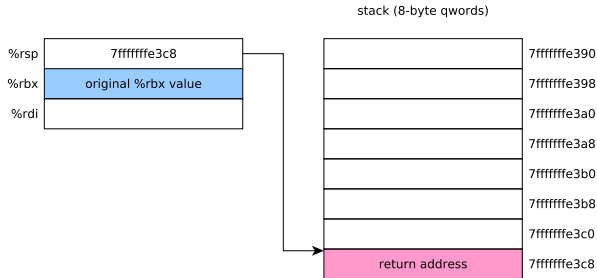 stack (8-byte qwords)
%rsp 7fffffffe3c8 7fffffffe390
%rbx original %rbx value 7fffffffe398
%rdi 7fffffffe3a0
7fffffffe3a8
7fffffffe3b0
7fffffffe3b8
7fffffffe3c0
return address 7fffffffe3c8